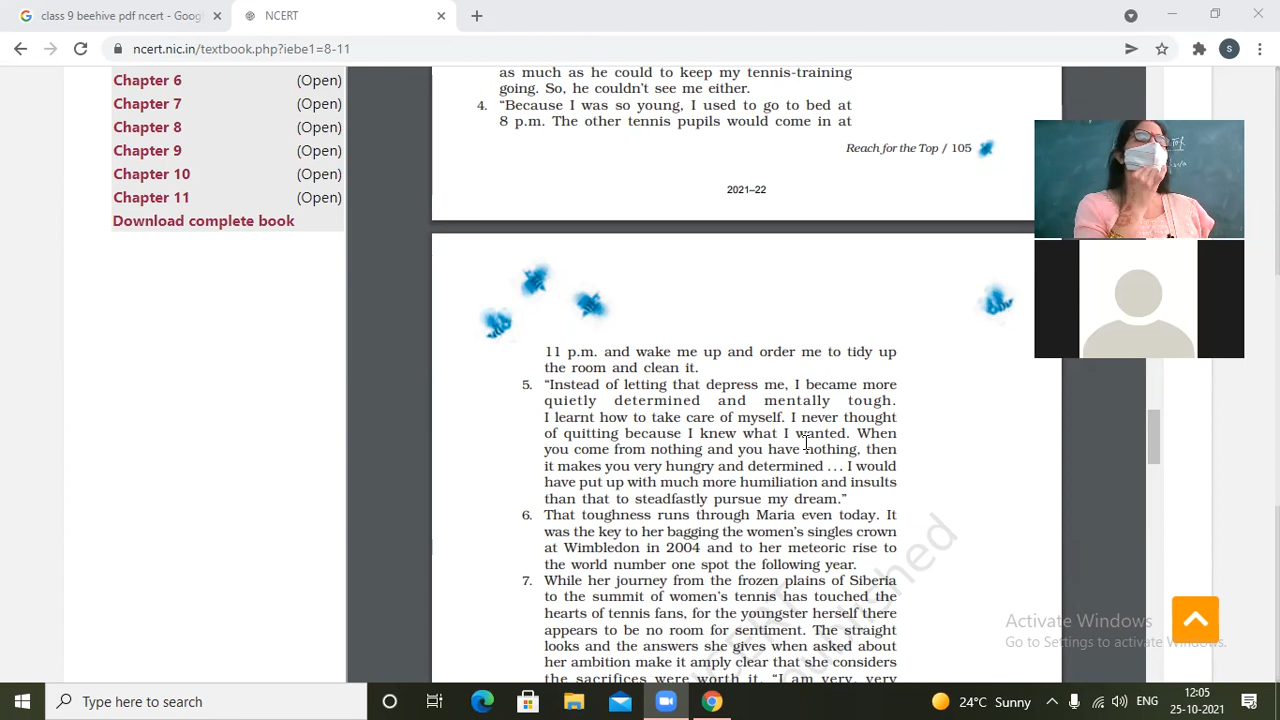 class 9 beehive pdf ncert - Goog
NCERT
ncert.nic.in/textbook.php?iebe1=8-11
S
Chapter 6 (Open)
Chapter 7 (Open)
Chapter 8 (Open)
Chapter 9 (Open)
Chapter 10 (Open)
Chapter 11 (Open)
Download complete book
as much as he could to keep my tennis-training
going. So, he couldn't see me either.
4. “Because I was so young, I used to go to bed at
8 p.m. The other tennis pupils would come in at
Reach for the Top / 105
2021–22
11 p.m. and wake me up and order me to tidy up
the room and clean it.
5. “Instead of letting that depress me, I became more
quietly determined and mentally tough.
I learnt how to take care of myself. I never thought
of quitting because I knew what I wanted. When
you come from nothing and you have nothing, then
it makes you very hungry and determined ... I would
have put up with much more humiliation and insults
than that to steadfastly pursue my dream.”
6. That toughness runs through Maria even today. It
was the key to her bagging the women's singles crown
at Wimbledon in 2004 and to her meteoric rise to
the world number one spot the following year.
7. While her journey from the frozen plains of Siberia
to the summit of women's tennis has touched the
hearts of tennis fans, for the youngster herself there
appears to be no room for sentiment. The straight
looks and the answers she gives when asked about
her ambition make it amply clear that she considers
the sacrifices were worth it. “I am very, very
published
Activate Windows
Go to Settings to activate Windows.
Type here to search
24°C Sunny
ENG
12:05
25-10-2021